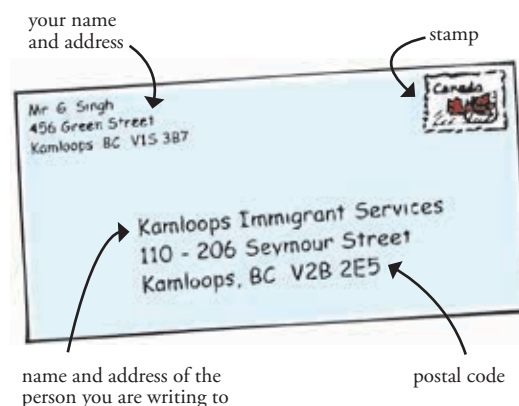 your name
and address
stamp
Mr G Singh
456 Green Street
Kamloops BC V1S 3B7
Canada
Kamloops Immigrant Services
110 - 206 Seymour Street
Kamloops, BC V2B 2E5
name and address of the
person you are writing to
postal code